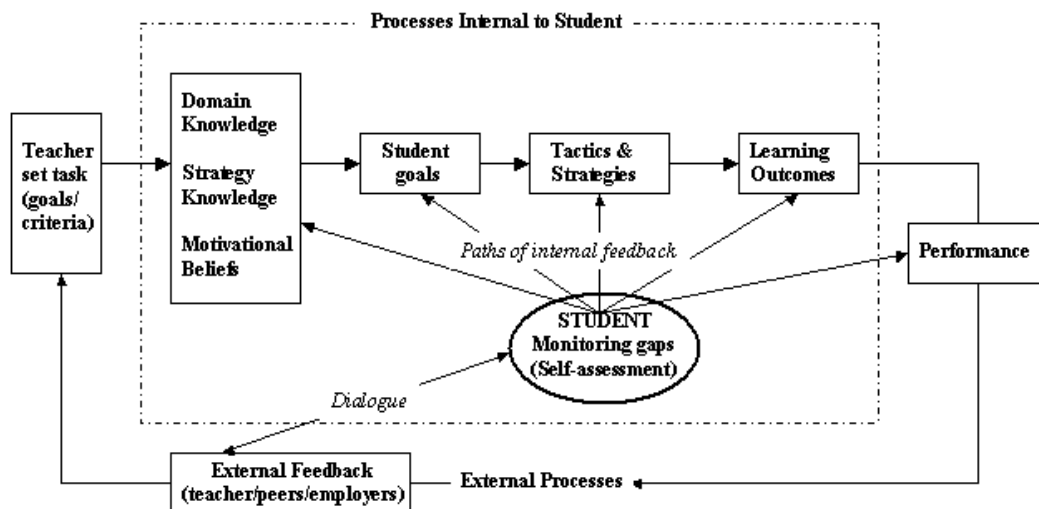 Processes Internal to Student
Teacher
set task
(goals/
criteria)
Domain
Knowledge
Strategy
Knowledge
Motivational
Beliefs
Student
goals
Tactics &
Strategies
Learning
Outcomes
Performance
Paths of internal feedback
STUDENT
Monitoring gaps
(Self-assessment)
Dialogue
External Feedback
(teacher/peers/employers)
External Processes